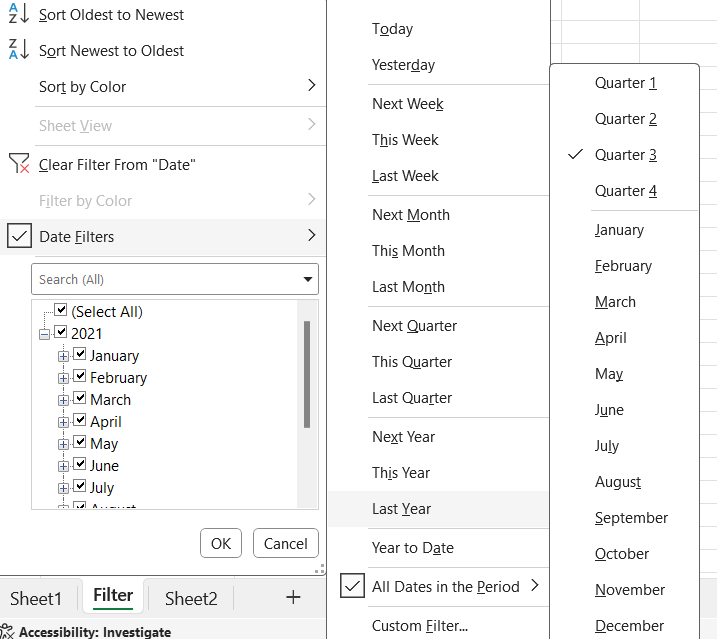 Sort Oldest to Newest
Sort Newest to Oldest
Sort by Color
Sheet View
Clear Filter From "Date"
Filter by Color
Date Filters
Search (All)
(Select All)
2021
January
February
March
April
May
June
July
August
OK Cancel
Today
Yesterday
Next Week
This Week
Last Week
Next Month
This Month
Last Month
Next Quarter
This Quarter
Last Quarter
Next Year
This Year
Last Year
Year to Date
All Dates in the Period
Custom Filter...
Quarter 1
Quarter 2
Quarter 3
Quarter 4
January
February
March
April
May
June
July
August
September
October
November
December
Sheet1 Filter Sheet2
Accessibility: Investigate